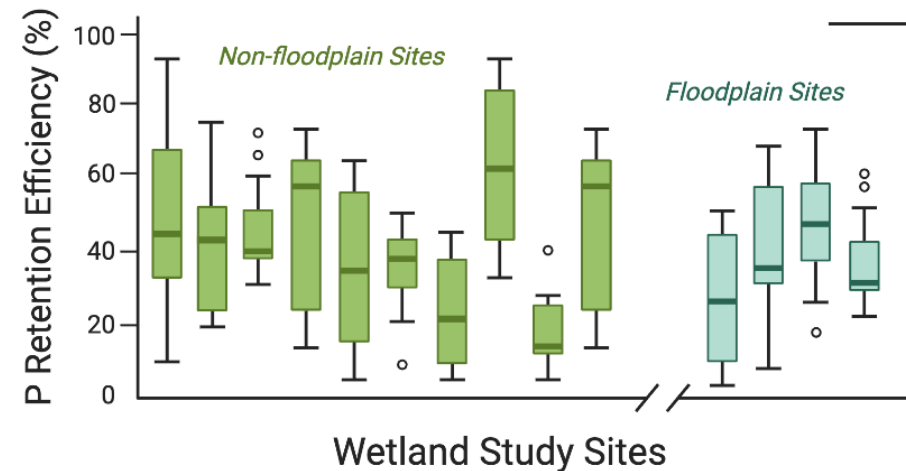 P Retention Efficiency (%)
100
80
60
40
20
0
Non-floodplain Sites
Floodplain Sites
Wetland Study Sites